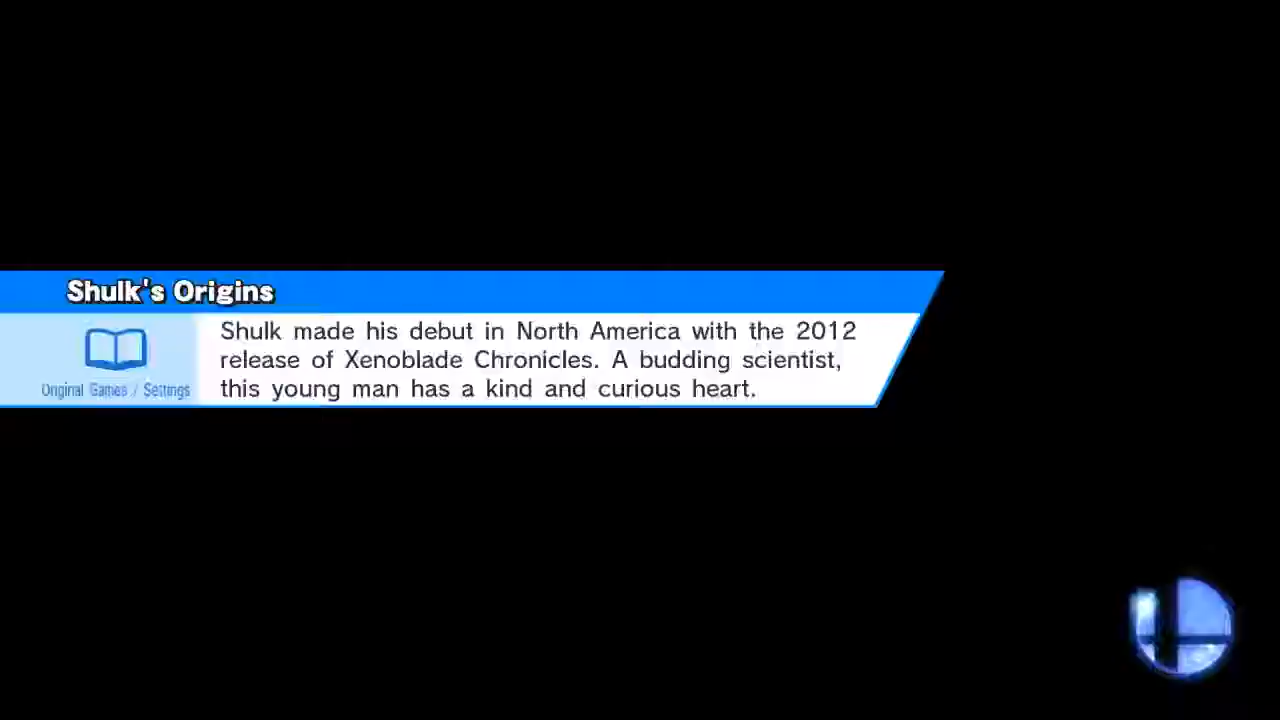 Shulk's Origins
Shulk made his debut in North America with the 2012
release of Xenoblade Chronicles. A budding scientist,
this young man has a kind and curious heart.
Original Games / Settings